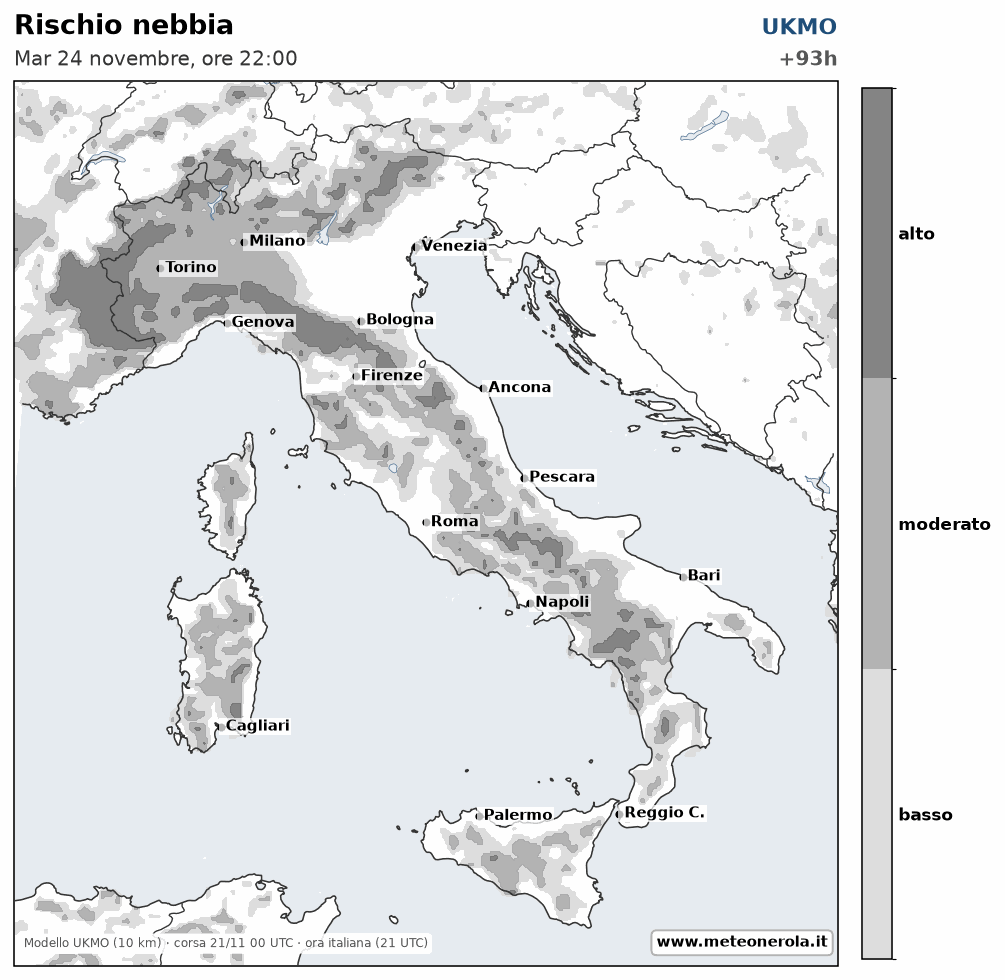 Rischio nebbia
UKMO
Mar 24 novembre, ore 22:00
+93h
alto
Milano
Venezia
Torino
Genova
Bologna
Firenze
Ancona
Pescara
Roma
moderato
Bari
Napoli
Cagliari
Palermo
Reggio C.
basso
Modello UKMO (10 km) · corsa 21/11 00 UTC · ora italiana (21 UTC)
www.meteonerola.it